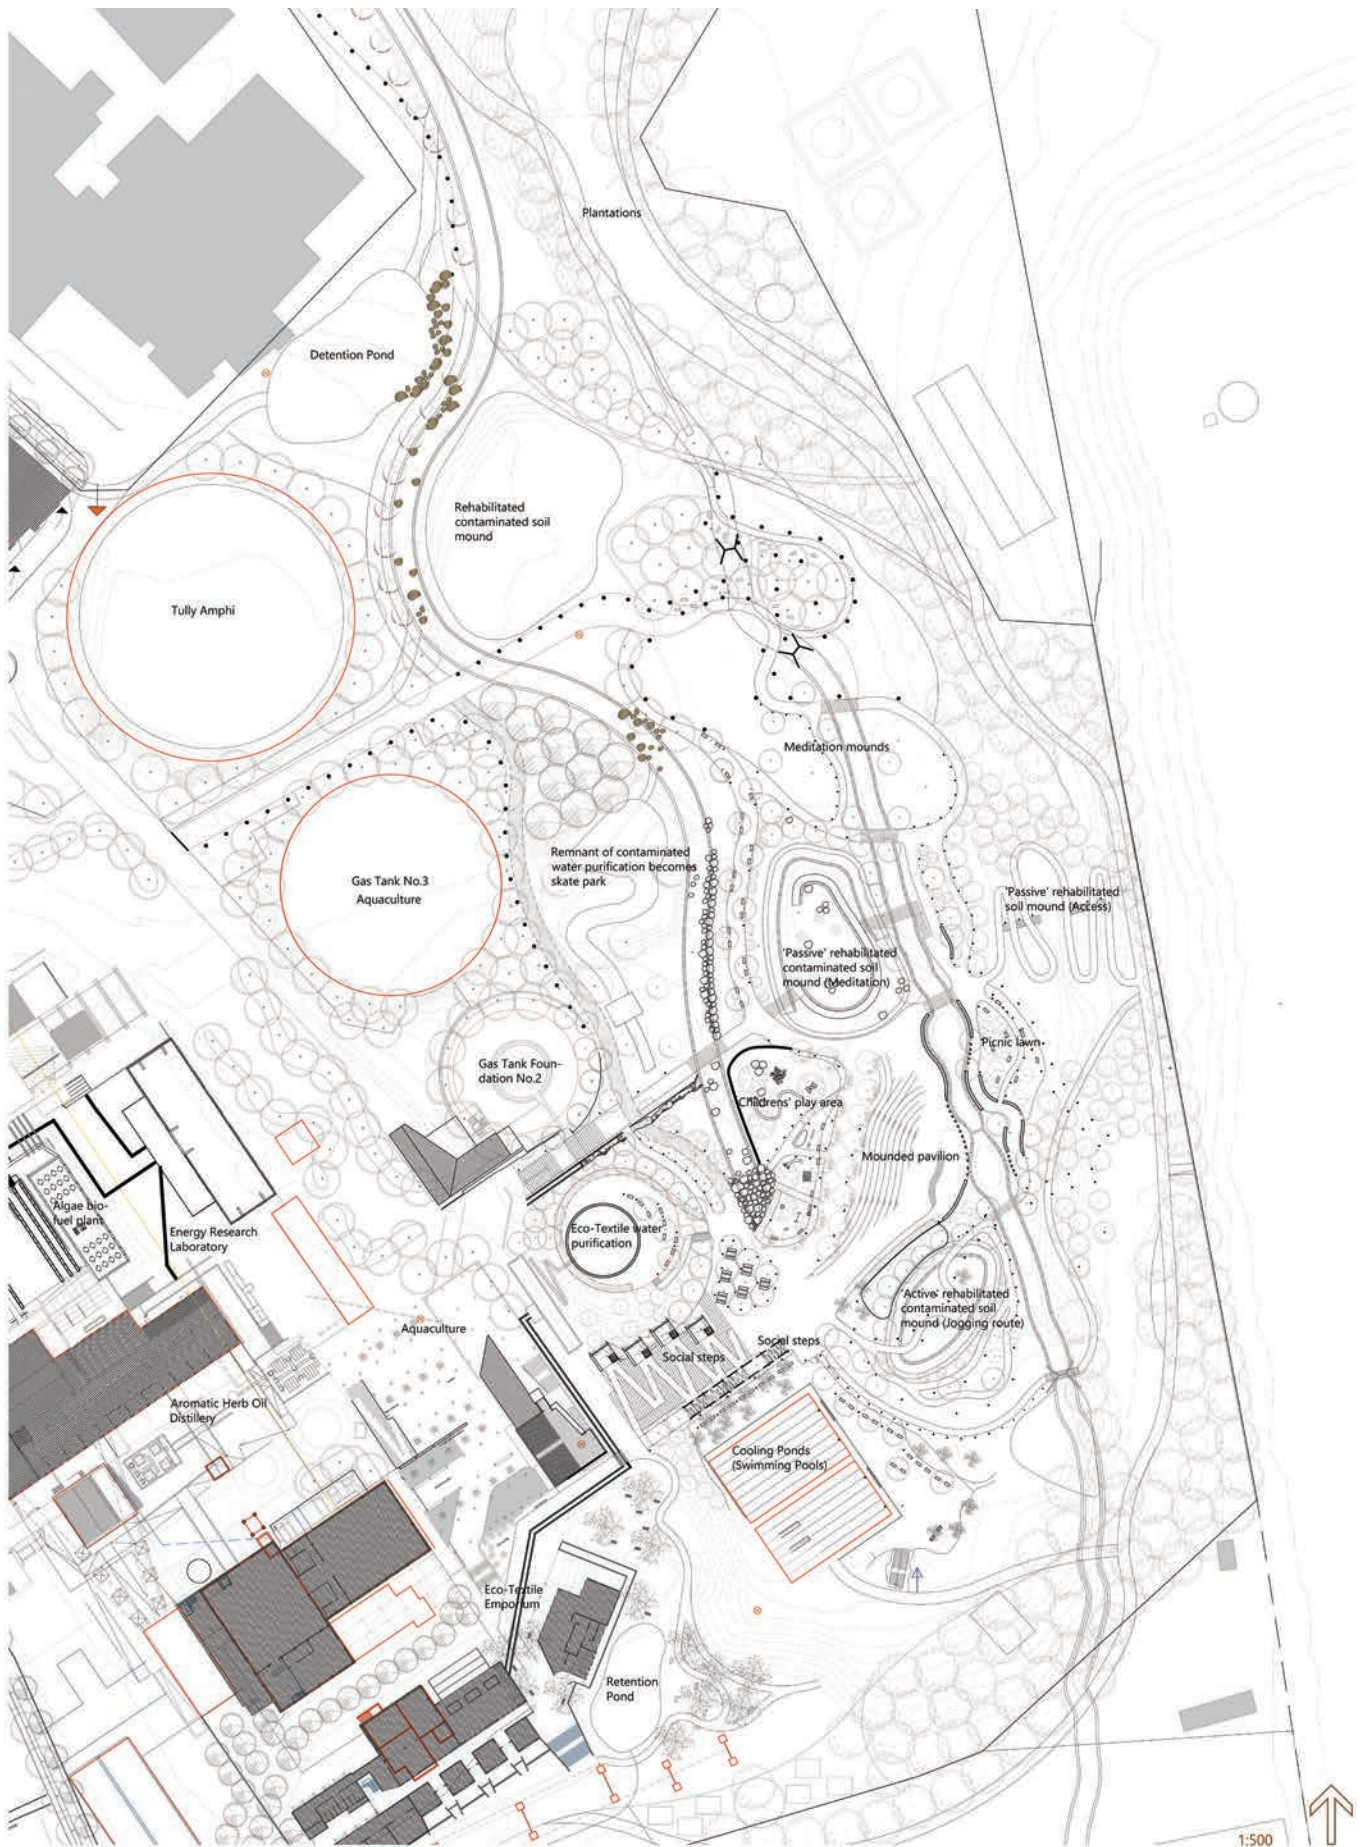 Plantations
Detention Pond
Rehabilitated
contaminated soil
mound
Tully Amphi
Meditation mounds
Remnant of contaminated
water purification becomes
skate park
Gas Tank No.3
Aquaculture
'Passive' rehabilitated
soil mound (Access)
'Passive' rehabilitated
contaminated soil
mound (Meditation)
Picnic lawn
Gas Tank Foun-
dation No.2
Childrens' play area
Mounded pavilion
Algae bio-
fuel plant
Energy Research
Laboratory
Eco-Textile water
purification
'Active' rehabilitated
contaminated soil
mound (Jogging route)
Aquaculture
Social steps
Social steps
Aromatic Herb Oil
Distillery
Cooling Ponds
(Swimming Pools)
Eco-Textile
Emporium
Retention
Pond
1:500